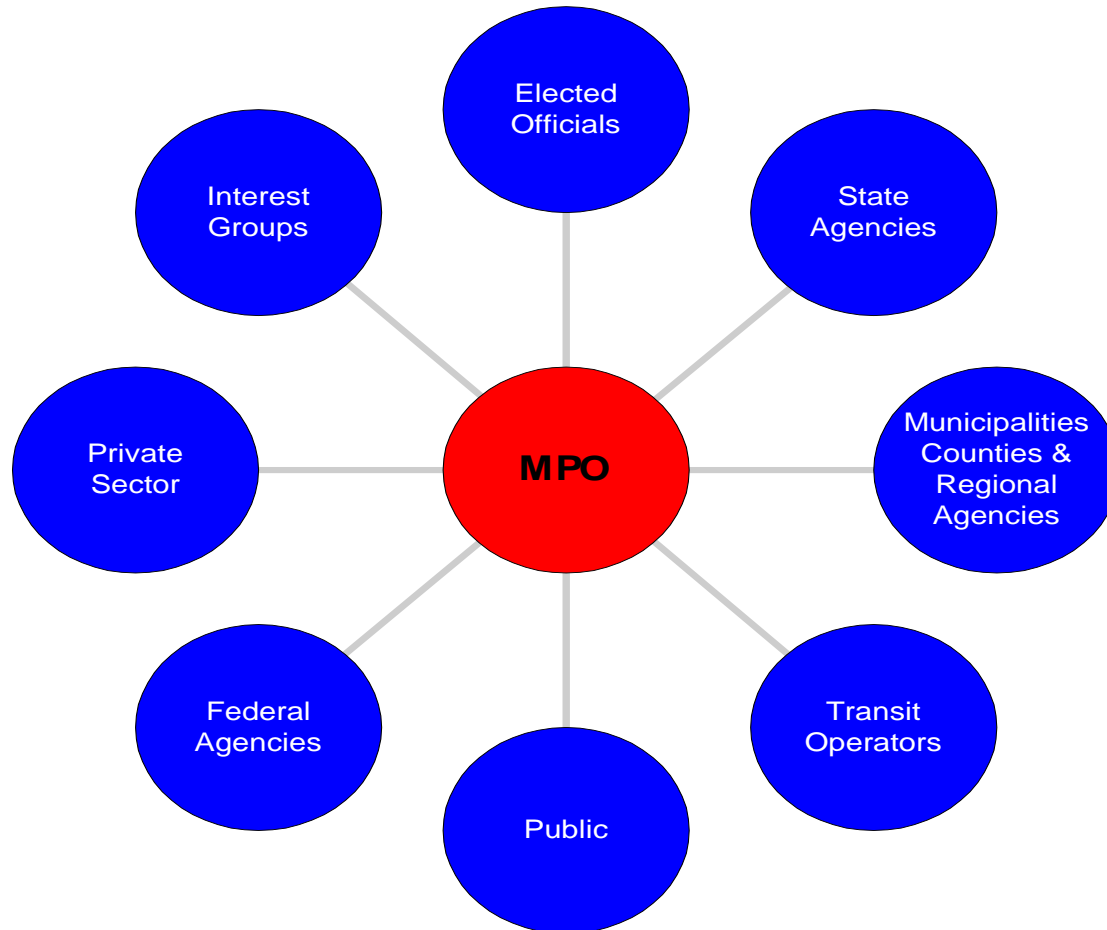 Elected
Officials
Interest
Groups
State
Agencies
Private
Sector
MPO
Municipalities
Counties &
Regional
Agencies
Federal
Agencies
Transit
Operators
Public